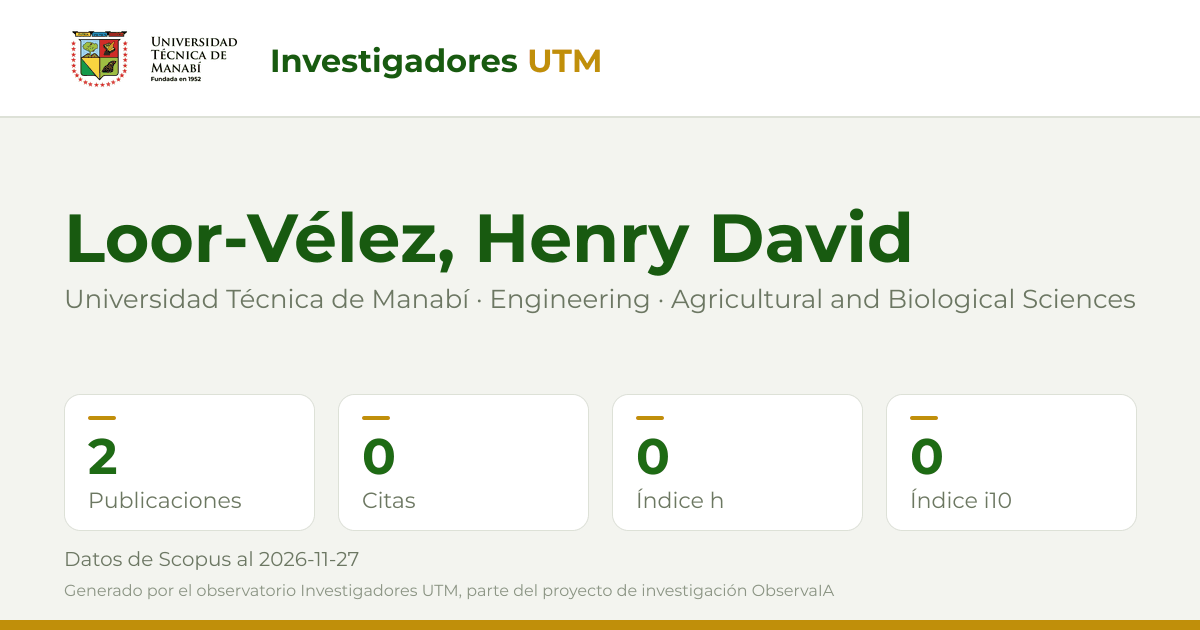 UNIVERSIDAD
TÉCNICA DE
MANABÍ
Fundada en 1952
Investigadores UTM
Loor-Vélez, Henry David
Universidad Técnica de Manabí · Engineering · Agricultural and Biological Sciences
2
Publicaciones
0
Citas
0
Índice h
0
Índice i10
Datos de Scopus al 2026-11-27
Generado por el observatorio Investigadores UTM, parte del proyecto de investigación ObservaIA